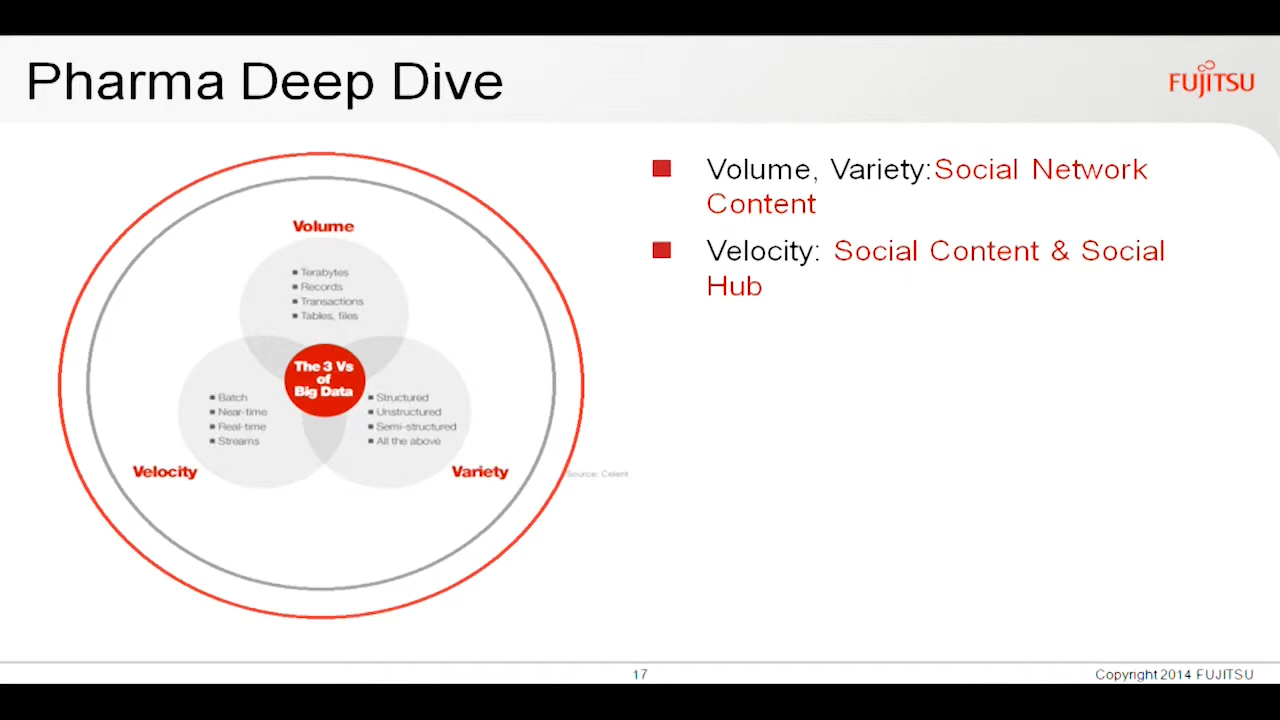 Pharma Deep Dive
FUJITSU
Volume
▪ Terabytes
▪ Records
▪ Transactions
▪ Tables, files
The 3 Vs
of
Big Data
▪ Batch
▪ Near-time
▪ Real-time
▪ Streams
Velocity
▪ Structured
▪ Unstructured
▪ Semi-structured
▪ All the above
Variety
Source: Celent
■ Volume, Variety:Social Network
Content
■ Velocity: Social Content & Social
Hub
17
Copyright 2014 FUJITSU